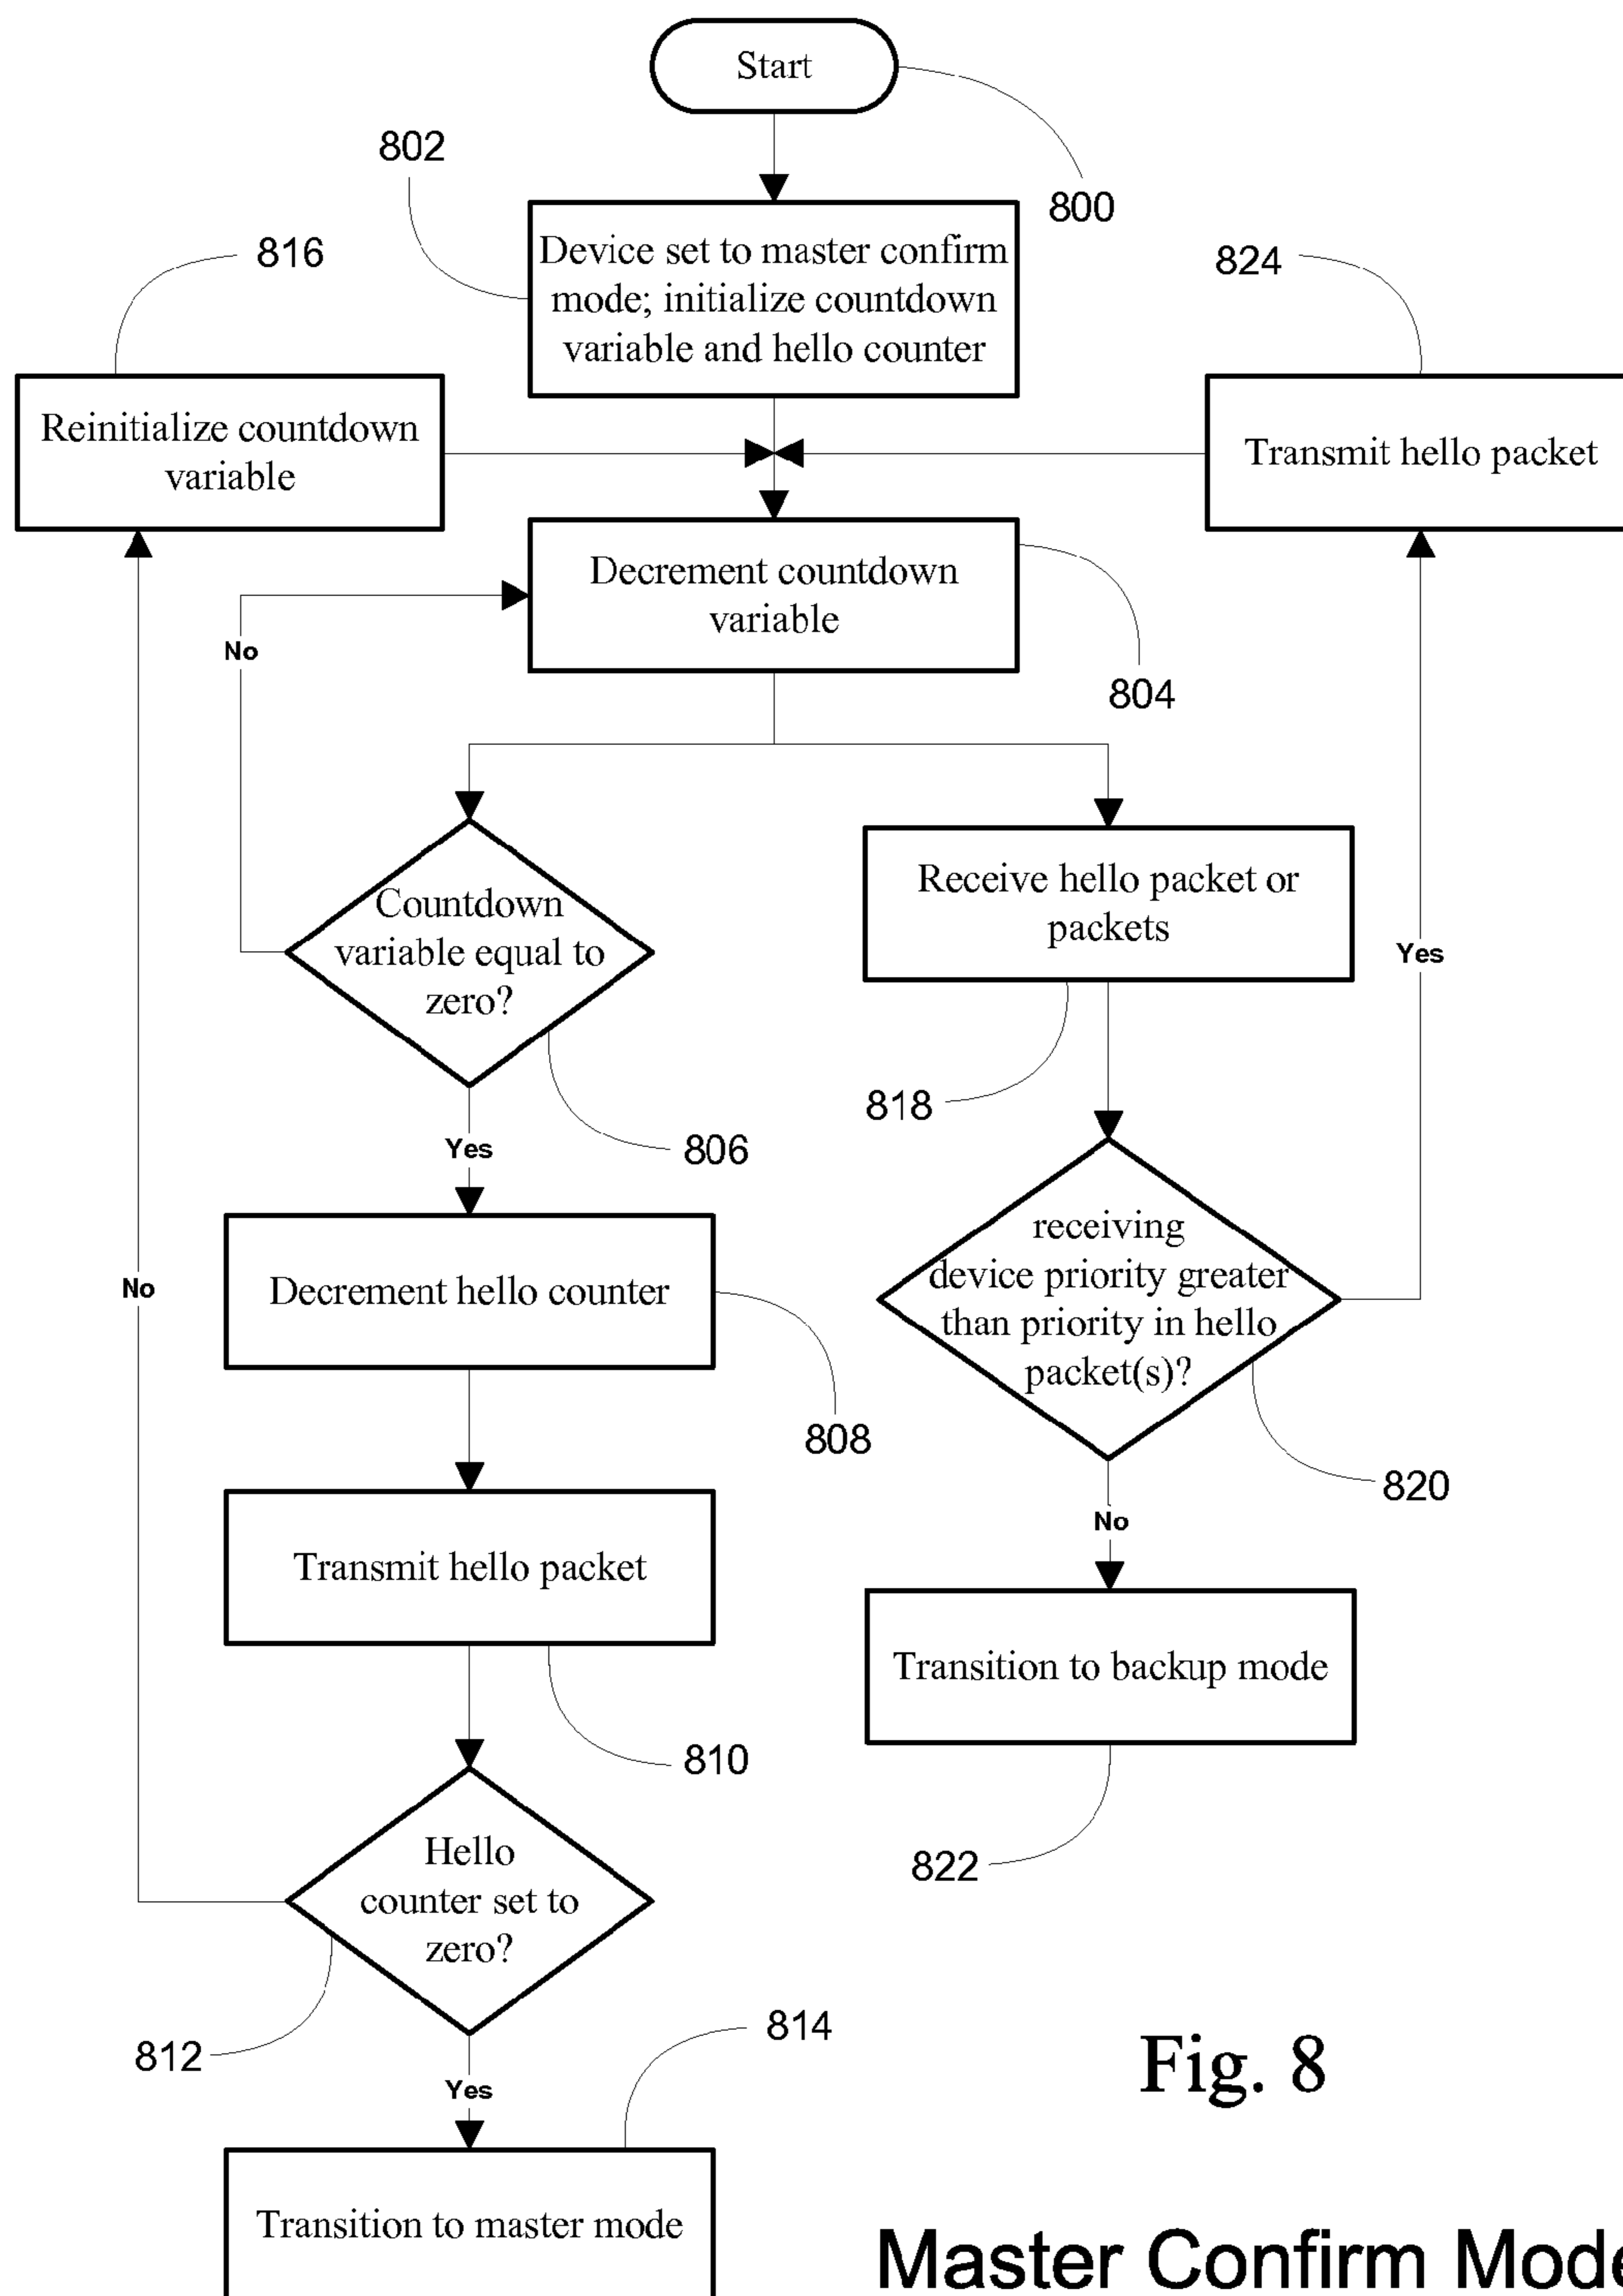 Start
800
802
Device set to master confirm
mode; initialize countdown
variable and hello counter
816
824
Reinitialize countdown
variable
Transmit hello packet
Decrement countdown
variable
804
No
Countdown
variable equal to
zero?
806
Receive hello packet or
packets
818
Yes
Yes
Decrement hello counter
808
receiving
device priority greater
than priority in hello
packet(s)?
820
No
No
Transmit hello packet
810
Transition to backup mode
822
Hello
counter set to
zero?
812
Yes
814
Transition to master mode
Fig. 8
Master Confirm Mode